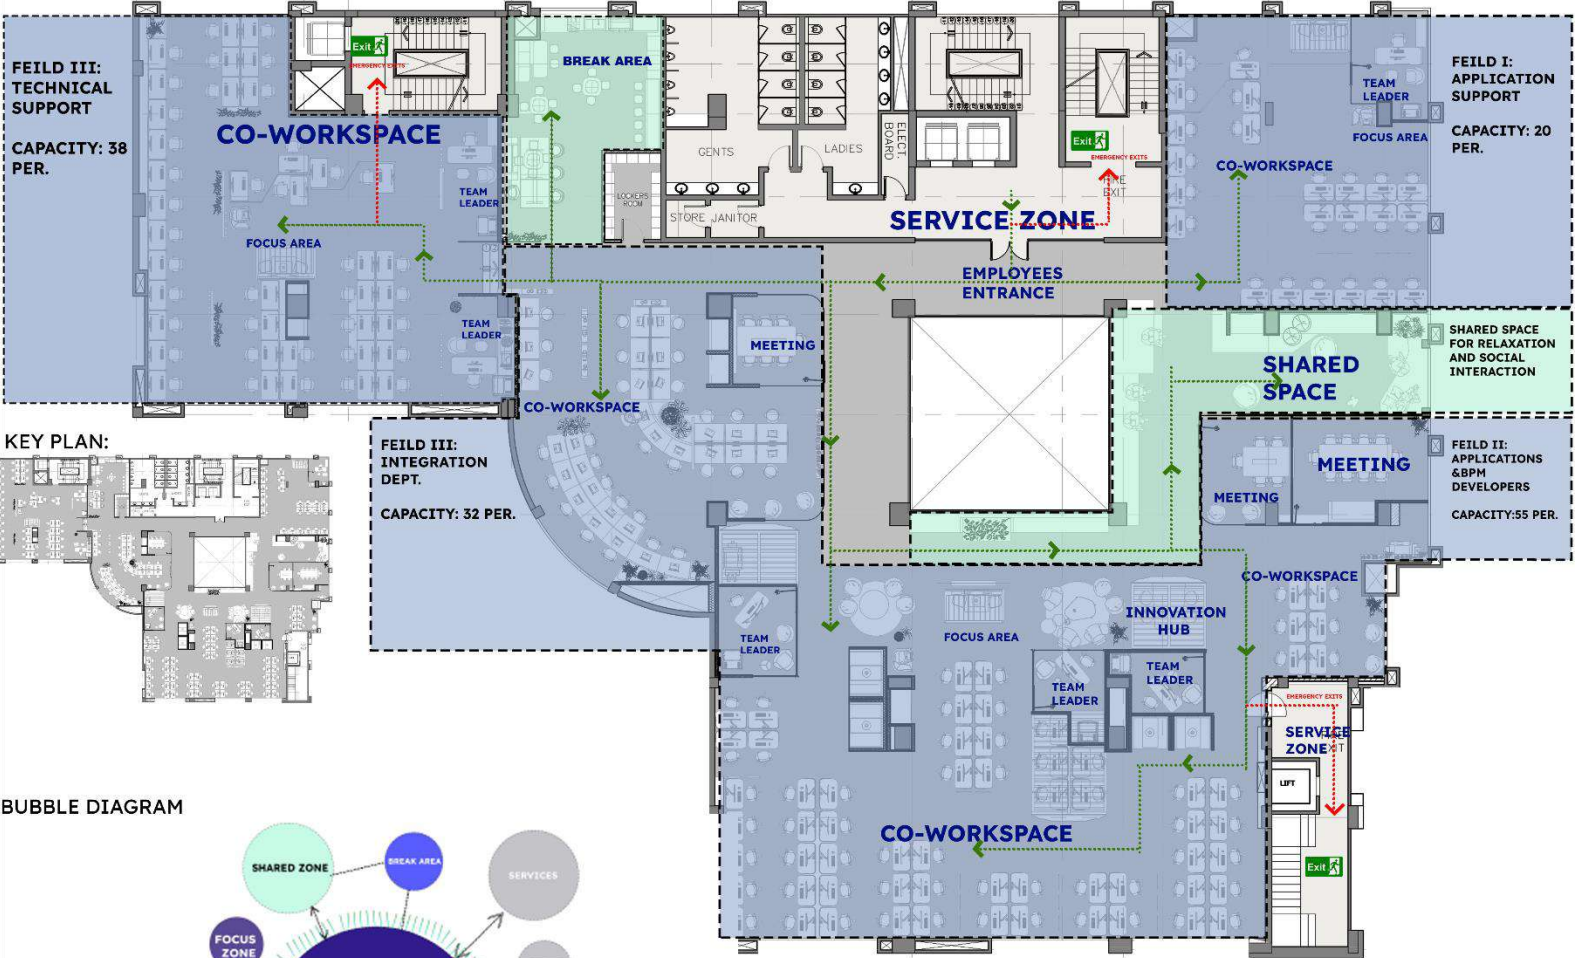 FEILD III:
TECHNICAL
SUPPORT
CAPACITY: 38
PER.
Exit
EMERGENCY EXITS
CO-WORKSPACE
TEAM
LEADER
FOCUS AREA
TEAM
LEADER
BREAK AREA
LOCKERS
ROOM
GENTS
LADIES
ELECT.
BOARD
STORE
JANITOR
SERVICE ZONE
Exit
EMERGENCY EXITS
FIRE
EXIT
EMPLOYEES
ENTRANCE
CO-WORKSPACE
TEAM
LEADER
FOCUS AREA
FEILD I:
APPLICATION
SUPPORT
CAPACITY: 20
PER.
SHARED
SPACE
SHARED SPACE
FOR RELAXATION
AND SOCIAL
INTERACTION
MEETING
CO-WORKSPACE
FEILD III:
INTEGRATION
DEPT.
CAPACITY: 32 PER.
MEETING
MEETING
FEILD II:
APPLICATIONS
&BPM
DEVELOPERS
CAPACITY:55 PER.
CO-WORKSPACE
INNOVATION
HUB
FOCUS AREA
TEAM
LEADER
TEAM
LEADER
TEAM
LEADER
EMERGENCY EXITS
SERVICE
ZONE
EXIT
LIFT
Exit
CO-WORKSPACE
KEY PLAN:
BUBBLE DIAGRAM
SHARED ZONE
BREAK AREA
SERVICES
FOCUS
ZONE